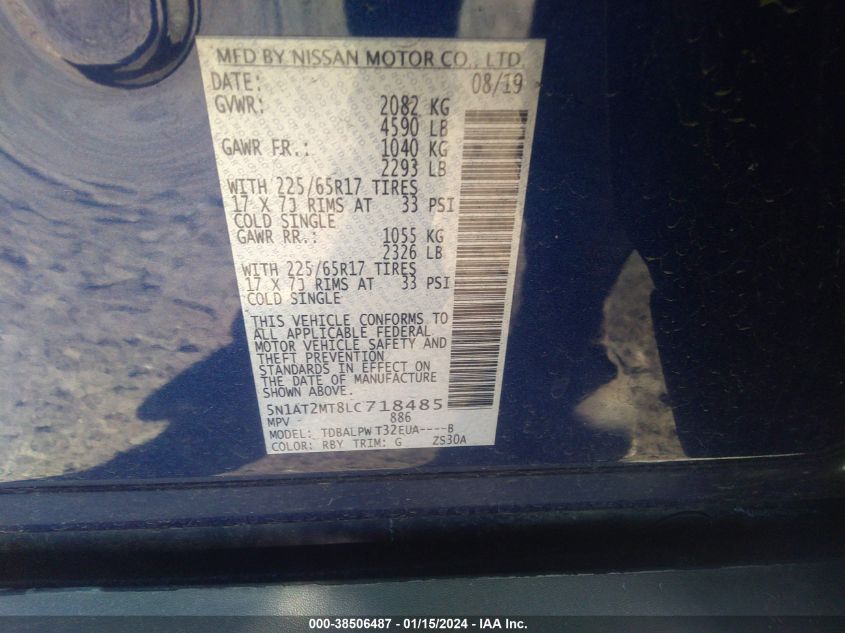 MFD BY NISSAN MOTOR CO., LTD.
DATE: 08/19
GVWR: 2082 KG
4590 LB
GAWR FR.: 1040 KG
2293 LB
WITH 225/65R17 TIRES
17 X 7J RIMS AT 33 PSI
COLD SINGLE
GAWR RR.: 1055 KG
2326 LB
WITH 225/65R17 TIRES
17 X 7J RIMS AT 33 PSI
COLD SINGLE
THIS VEHICLE CONFORMS TO
ALL APPLICABLE FEDERAL
MOTOR VEHICLE SAFETY AND
THEFT PREVENTION
STANDARDS IN EFFECT ON
THE DATE OF MANUFACTURE
SHOWN ABOVE.
5N1AT2MT8LC718485
MPV 886
MODEL: TDBALPW T32EUA----B
COLOR: RBY TRIM: G ZS30A
000-38506487 - 01/15/2024 - IAA Inc.